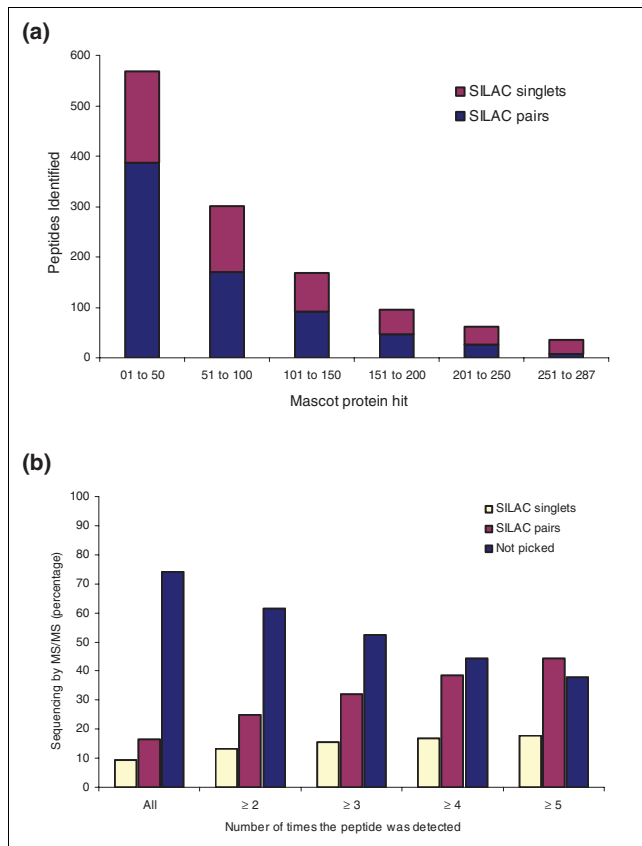 (a)
600
500
400
300
200
100
0
Peptides Identified
SILAC singlets
SILAC pairs
01 to 50 51 to 100 101 to 150 151 to 200 201 to 250 251 to 287
Mascot protein hit
(b)
100
90
80
70
60
50
40
30
20
10
0
Sequencing by MS/MS (percentage)
SILAC singlets
SILAC pairs
Not picked
All ≥ 2 ≥ 3 ≥ 4 ≥ 5
Number of times the peptide was detected